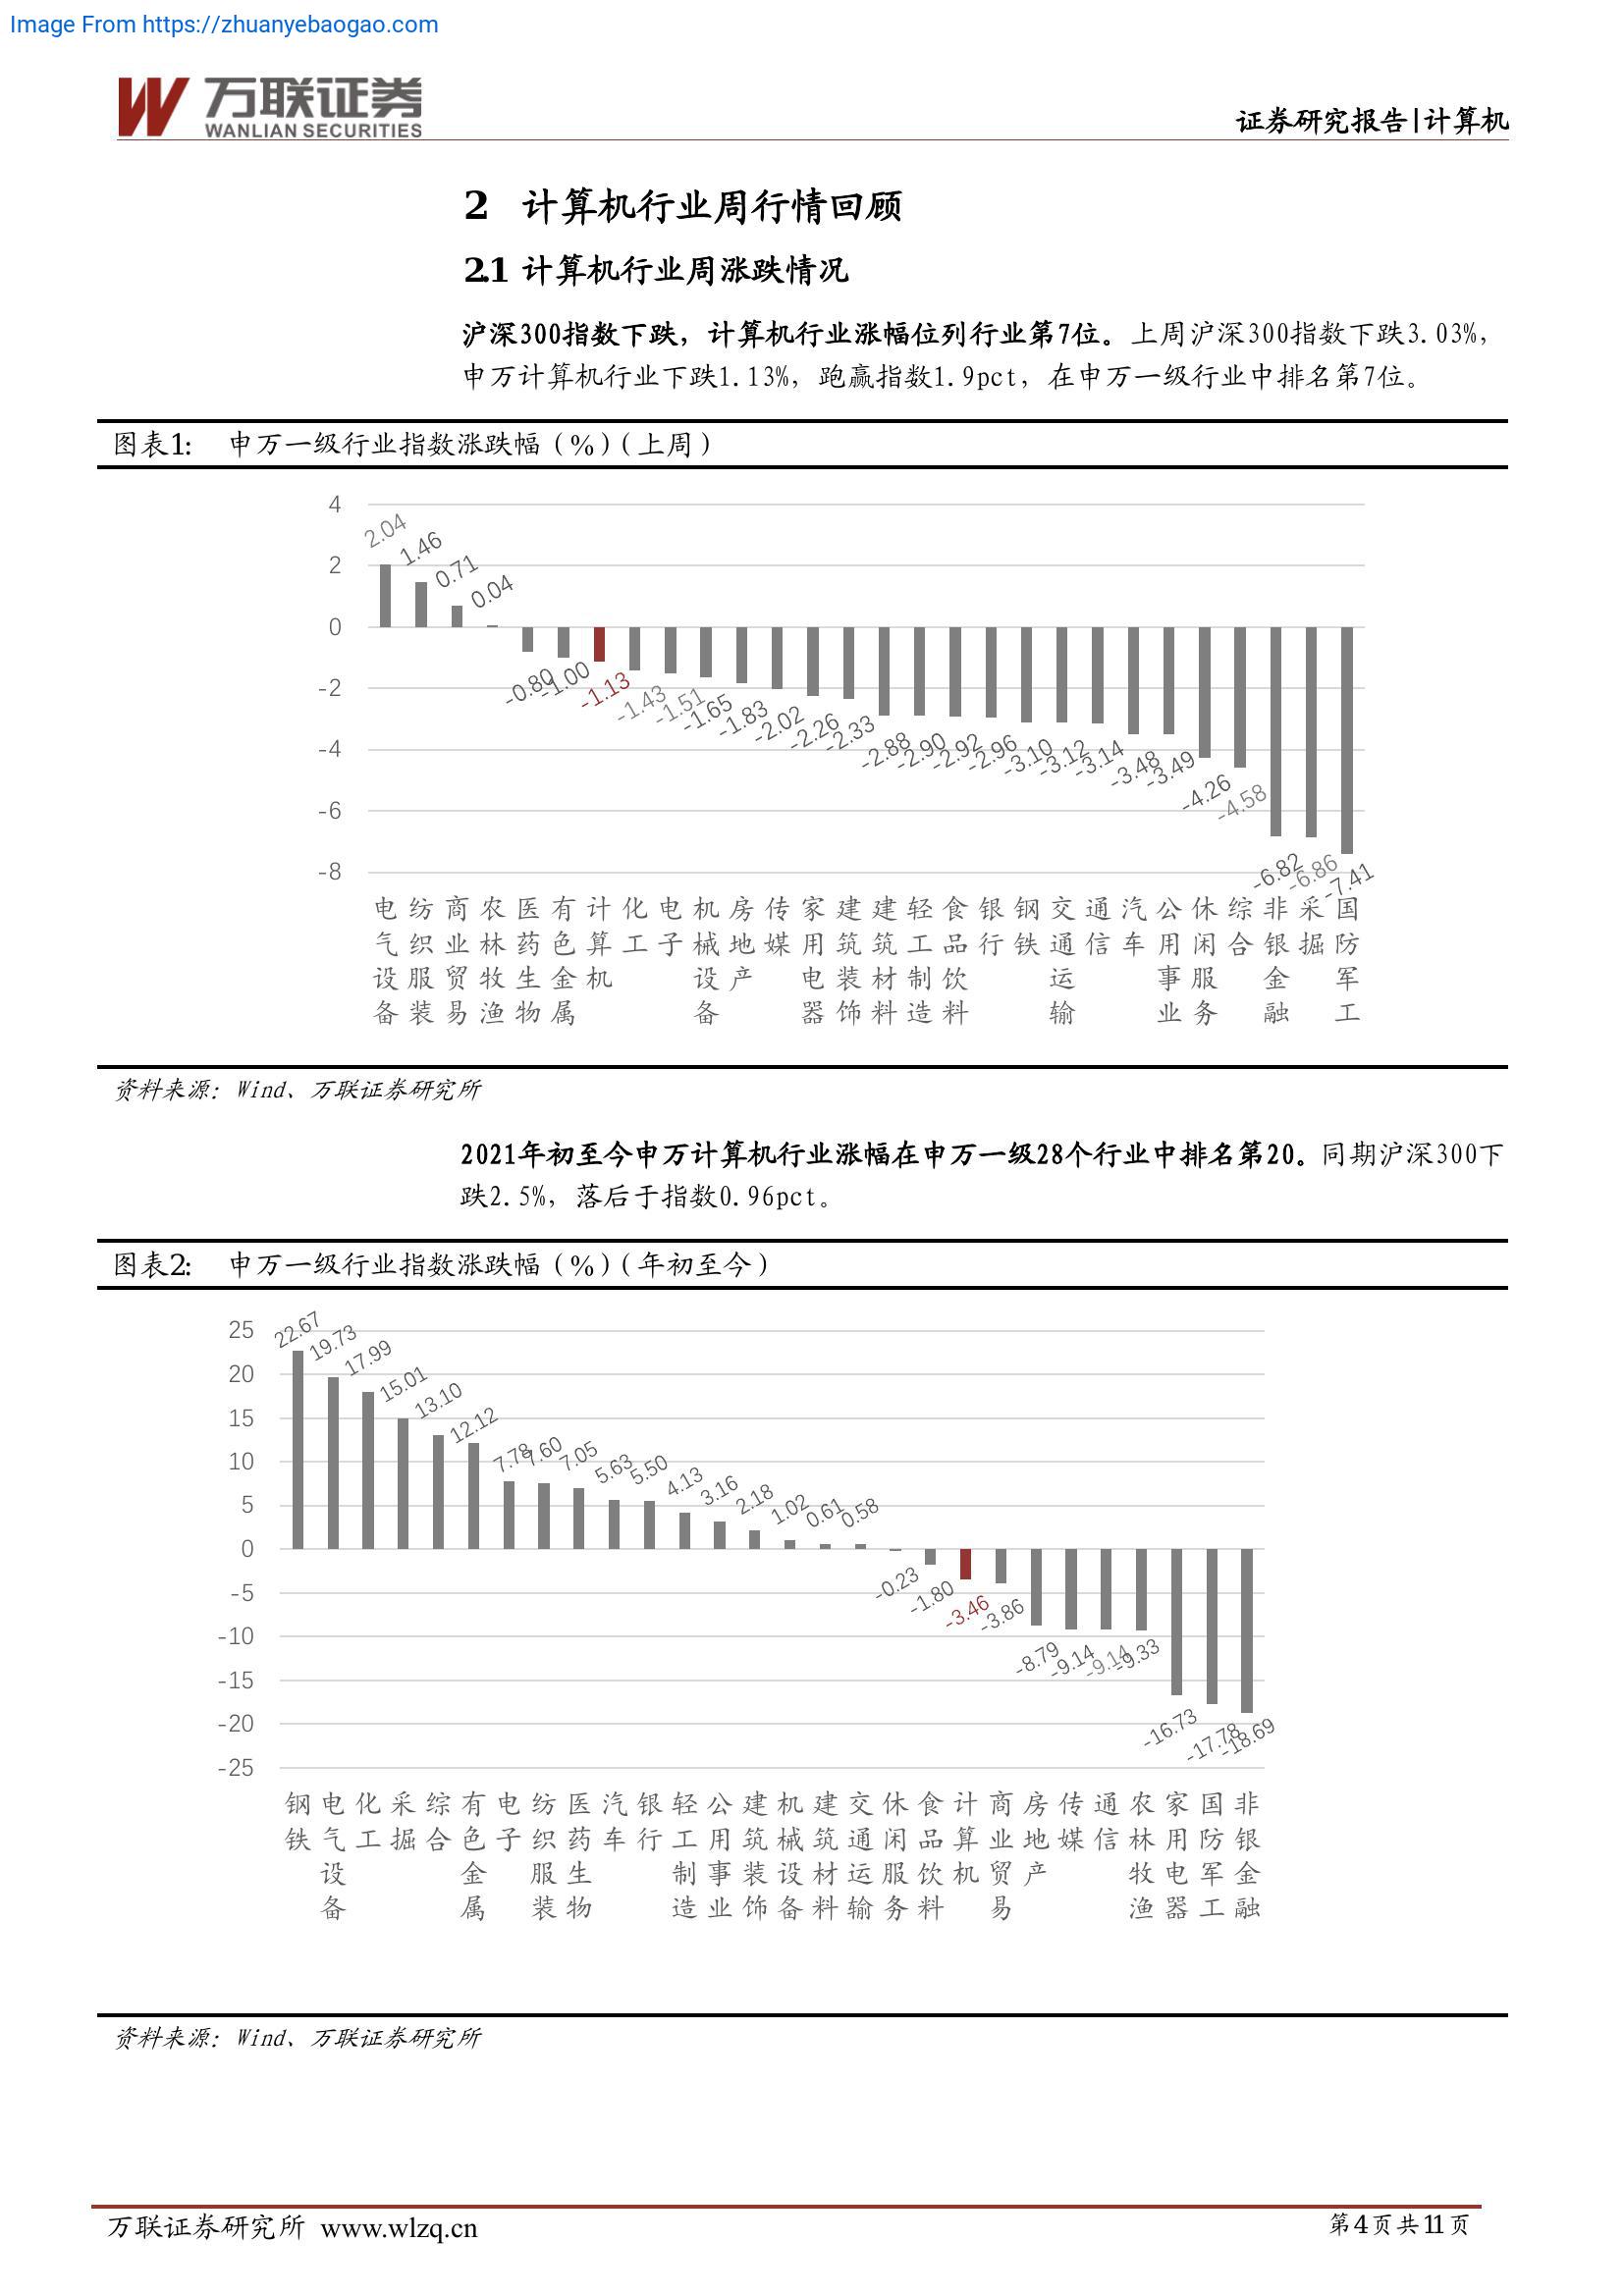 Image From https://zhuanyebaogao.com
万联证券
WANLIAN SECURITIES
证券研究报告|计算机
2 计算机行业周行情回顾
2.1 计算机行业周涨跌情况
沪深300指数下跌，计算机行业涨幅位列行业第7位。上周沪深300指数下跌3.03%，
申万计算机行业下跌1.13%，跑赢指数1.9pct，在申万一级行业中排名第7位。
图表1: 申万一级行业指数涨跌幅（%）（上周）
4
2
0
-2
-4
-6
-8
2.04
1.46
0.71
0.04
-0.80
-1.00
-1.13
-1.43
-1.51
-1.65
-1.83
-2.02
-2.26
-2.33
-2.88
-2.90
-2.92
-2.96
-3.10
-3.12
-3.14
-3.48
-3.49
-4.26
-4.58
-6.82
-6.86
-7.41
电气设备
纺织服装
商业贸易
农林牧渔
医药生物
有色金属
计算机
化工
电子
机械设备
房地产
传媒
家用电器
建筑装饰
建筑材料
轻工制造
食品饮料
银行
钢铁
交通运输
通信
汽车
公用事业
休闲服务
综合
非银金融
采掘
国防军工
资料来源：Wind、万联证券研究所
2021年初至今申万计算机行业涨幅在申万一级28个行业中排名第20。同期沪深300下
跌2.5%，落后于指数0.96pct。
图表2: 申万一级行业指数涨跌幅（%）（年初至今）
25
20
15
10
5
0
-5
-10
-15
-20
-25
22.67
19.73
17.99
15.01
13.10
12.12
7.78
7.60
7.05
5.63
5.50
4.13
3.16
2.18
1.02
0.61
0.58
-0.23
-1.80
-3.46
-3.86
-8.79
-9.14
-9.14
-9.33
-16.73
-17.78
-18.69
钢铁
电气设备
化工
采掘
综合
有色金属
电子
纺织服装
医药生物
汽车
银行
轻工制造
公用事业
建筑装饰
机械设备
建筑材料
交通运输
休闲服务
食品饮料
计算机
商业贸易
房地产
传媒
通信
农林牧渔
家用电器
国防军工
非银金融
资料来源：Wind、万联证券研究所
万联证券研究所 www.wlzq.cn
第4页共11页